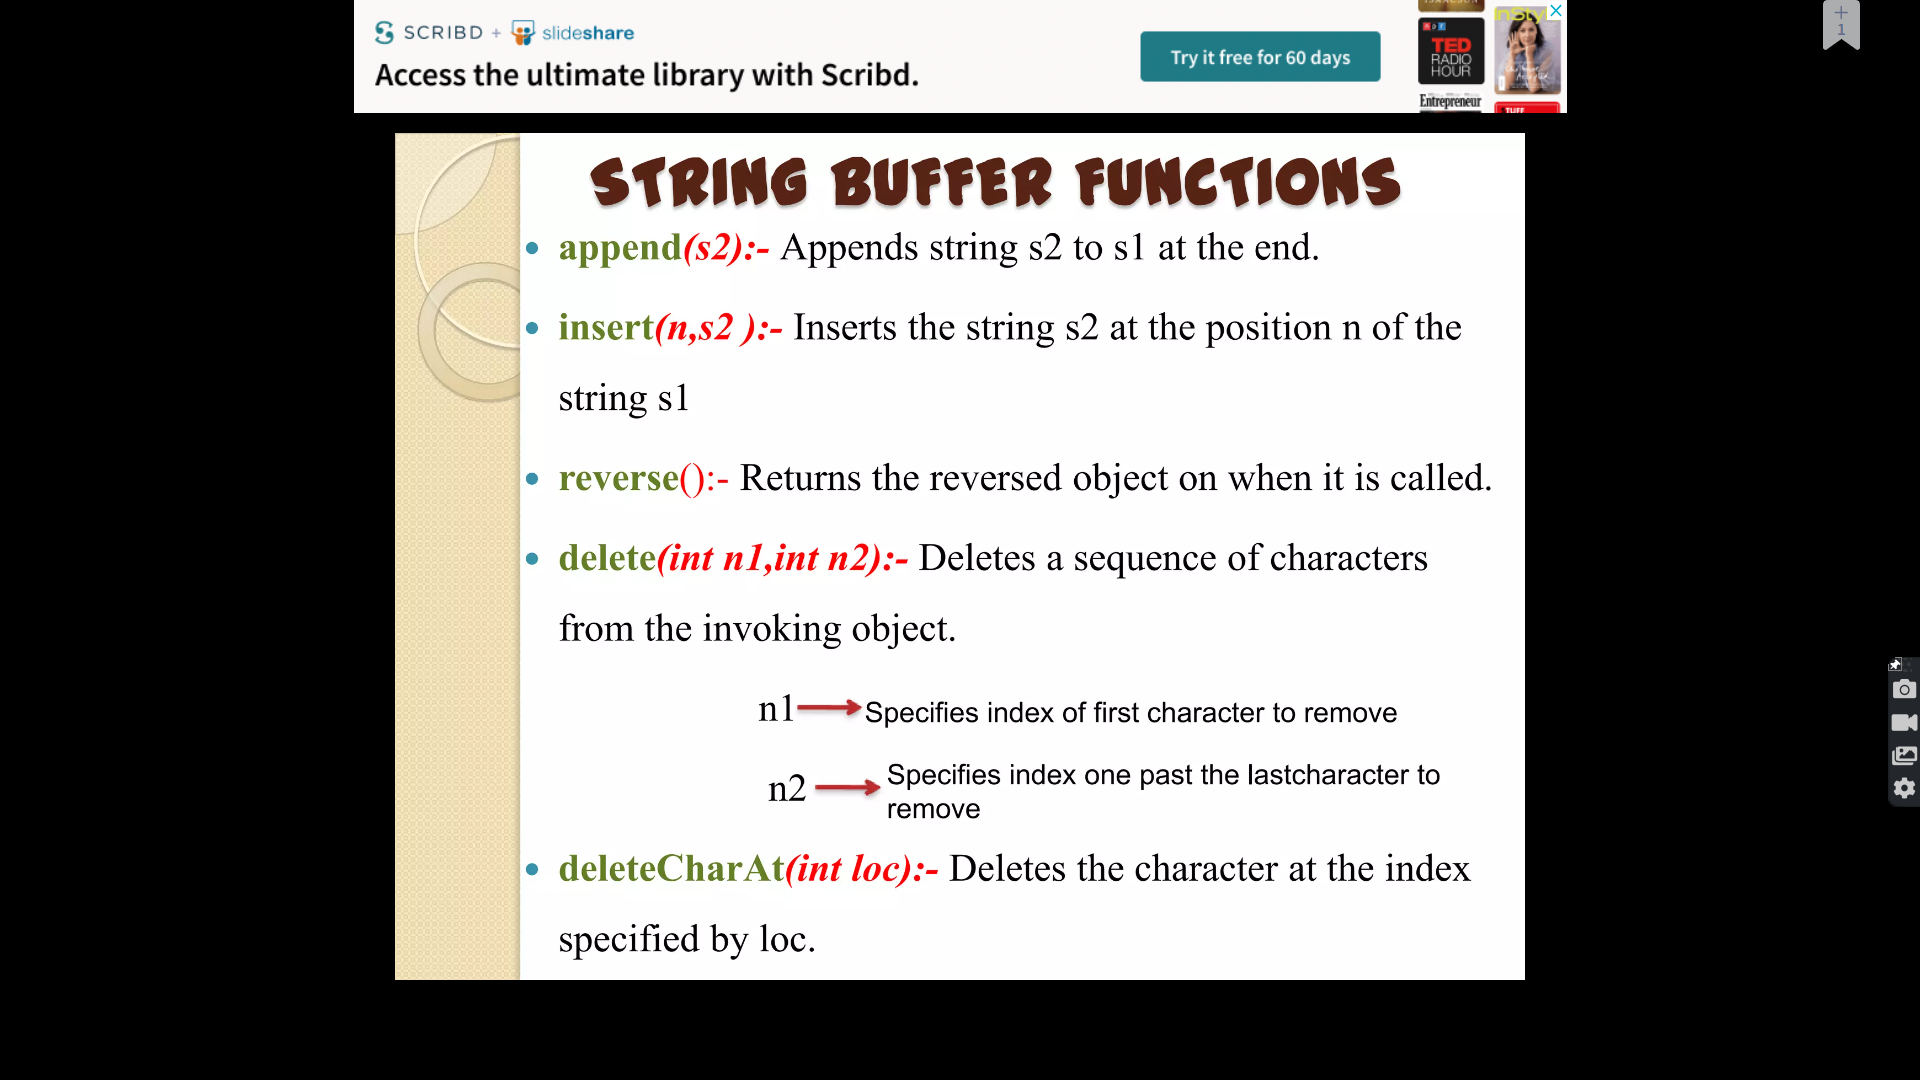 SCRIBD + slideshare
Access the ultimate library with Scribd.
Try it free for 60 days
TED
RADIO
HOUR
InStyl
Entrepreneur
+
1
STRING BUFFER FUNCTIONS
• append(s2):- Appends string s2 to s1 at the end.
• insert(n,s2 ):- Inserts the string s2 at the position n of the
string s1
• reverse():- Returns the reversed object on when it is called.
• delete(int n1,int n2):- Deletes a sequence of characters
from the invoking object.
n1 Specifies index of first character to remove
n2 Specifies index one past the lastcharacter to
remove
• deleteCharAt(int loc):- Deletes the character at the index
specified by loc.